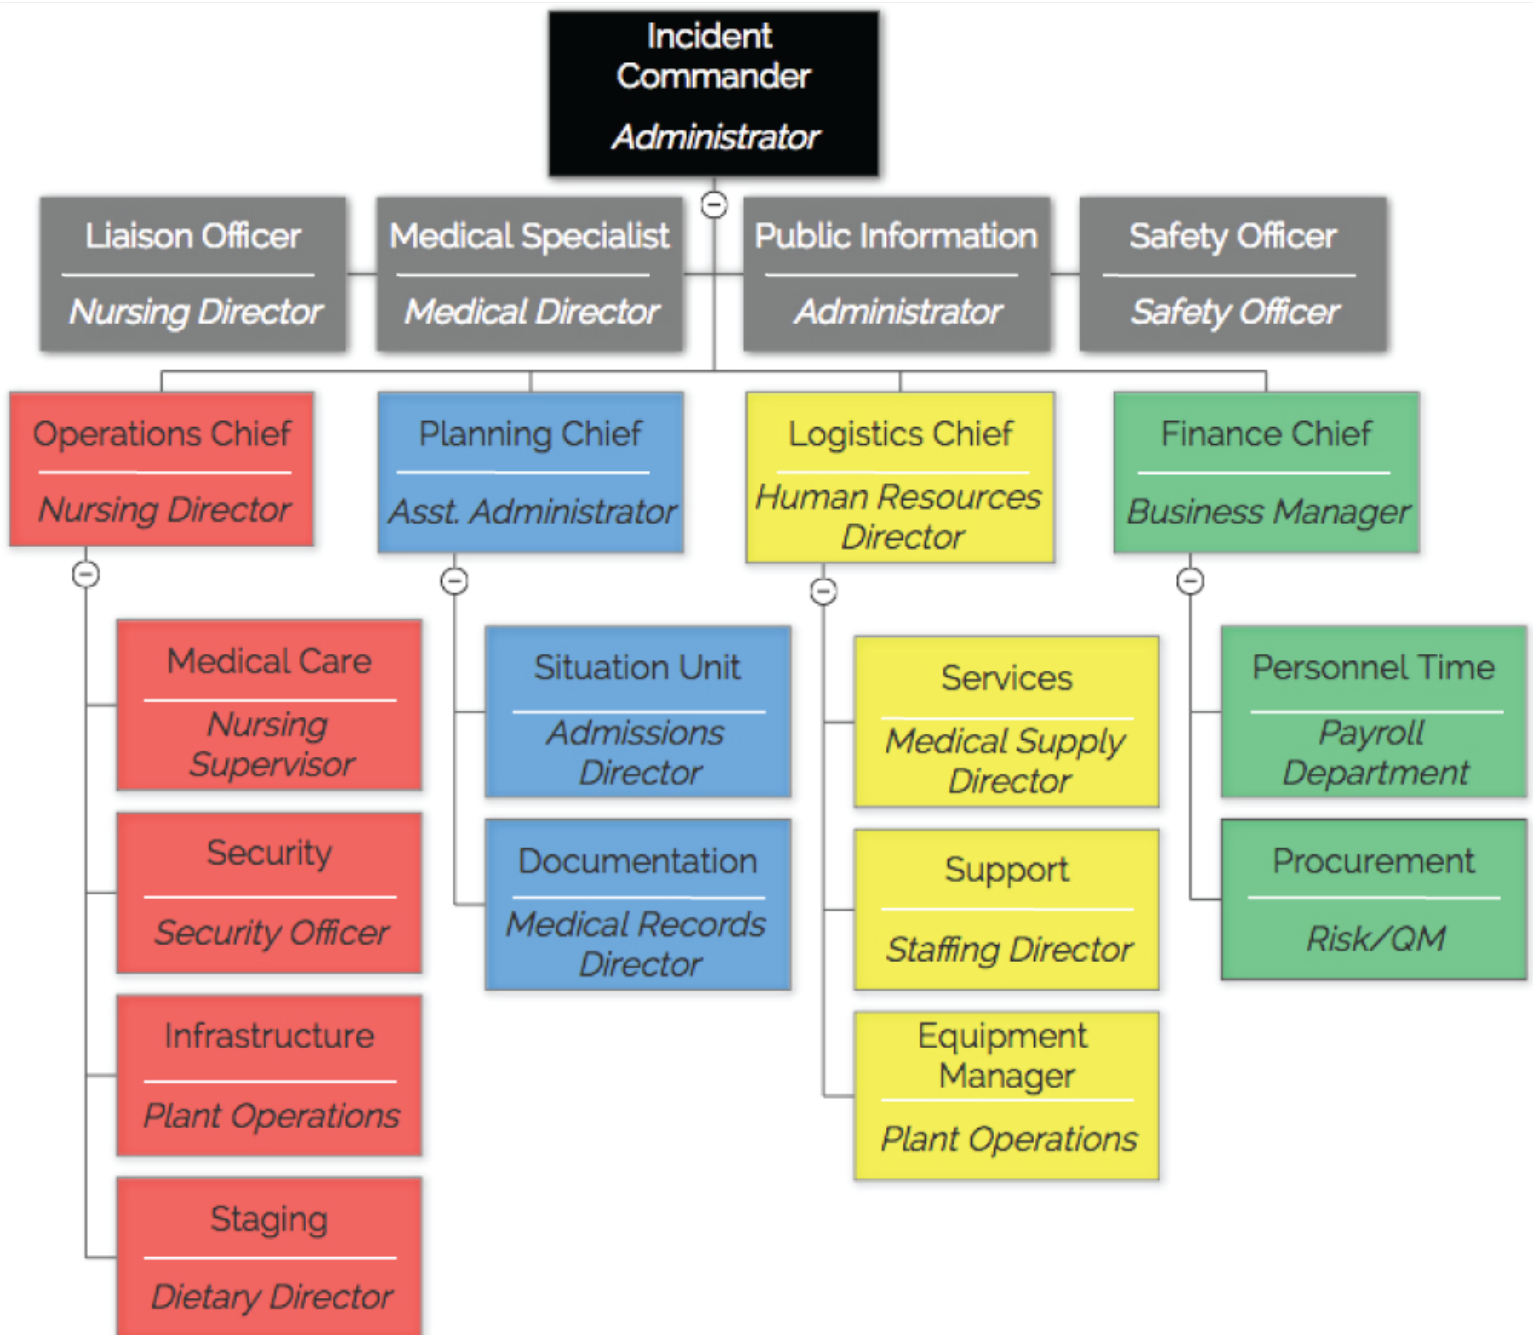 Incident
Commander
Administrator
Liaison Officer
Nursing Director
Medical Specialist
Medical Director
Public Information
Administrator
Safety Officer
Safety Officer
Operations Chief
Nursing Director
Planning Chief
Asst. Administrator
Logistics Chief
Human Resources
Director
Finance Chief
Business Manager
Medical Care
Nursing
Supervisor
Security
Security Officer
Infrastructure
Plant Operations
Staging
Dietary Director
Situation Unit
Admissions
Director
Documentation
Medical Records
Director
Services
Medical Supply
Director
Support
Staffing Director
Equipment
Manager
Plant Operations
Personnel Time
Payroll
Department
Procurement
Risk/QM